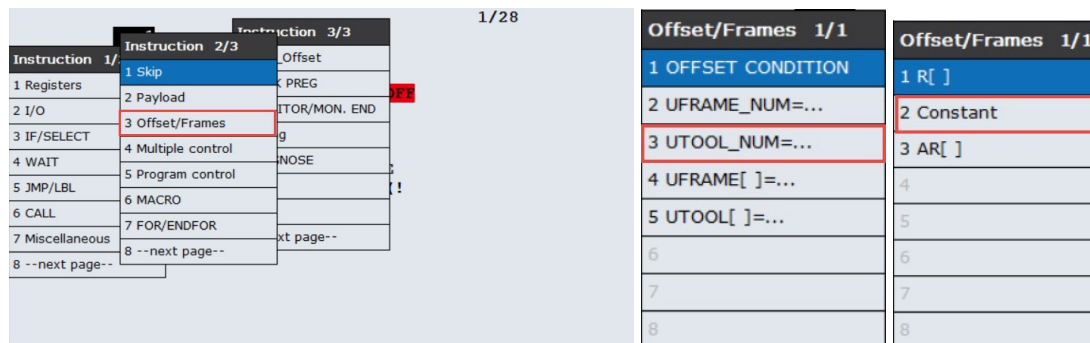 1/28
Instruction 1/
1 Registers
2 I/O
3 IF/SELECT
4 WAIT
5 JMP/LBL
6 CALL
7 Miscellaneous
8 --next page--
Instruction 2/3
1 Skip
2 Payload
3 Offset/Frames
4 Multiple control
5 Program control
6 MACRO
7 FOR/ENDFOR
8 --next page--
Instruction 3/3
_Offset
PREG
ITOR/MON. END
g
NOSE
xt page--
FF
(!
Offset/Frames 1/1
1 OFFSET CONDITION
2 UFRAME_NUM=...
3 UTOOL_NUM=...
4 UFRAME[ ]=...
5 UTOOL[ ]=...
6
7
8
Offset/Frames 1/1
1 R[ ]
2 Constant
3 AR[ ]
4
5
6
7
8